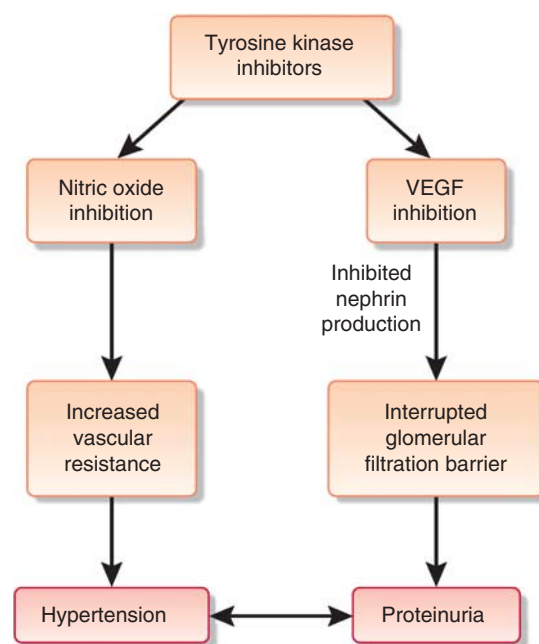 Tyrosine kinase
inhibitors
Nitric oxide
inhibition
VEGF
inhibition
Inhibited
nephrin
production
Increased
vascular
resistance
Interrupted
glomerular
filtration barrier
Hypertension
Proteinuria